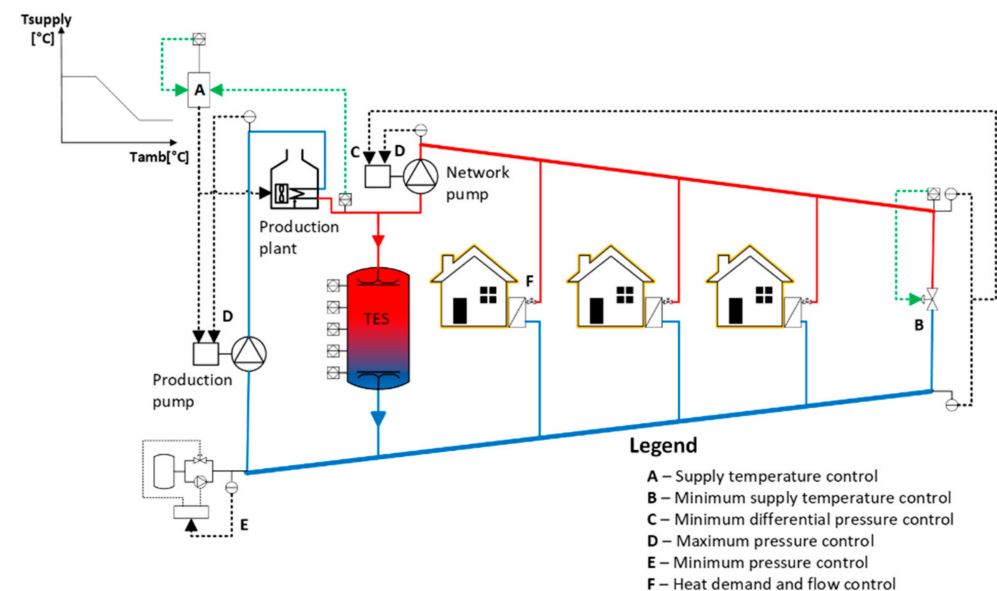 Tsupply
[°C]
A
Tamb[°C]
C
D
Network
pump
Production
plant
F
TES
D
B
Production
pump
E
Legend
A – Supply temperature control
B – Minimum supply temperature control
C – Minimum differential pressure control
D – Maximum pressure control
E – Minimum pressure control
F – Heat demand and flow control